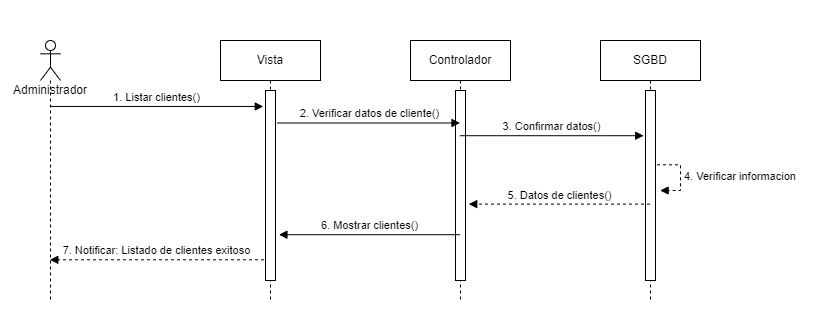 Vista
Controlador
SGBD
Administrador
1. Listar clientes()
2. Verificar datos de cliente()
3. Confirmar datos()
4. Verificar informacion
5. Datos de clientes()
6. Mostrar clientes()
7. Notificar: Listado de clientes exitoso